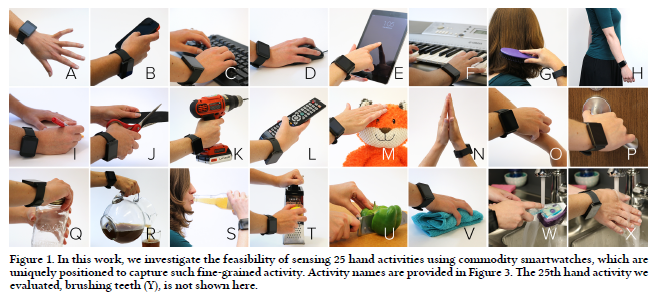 A B C D E F G H
I J K L M N O P
Q R S T U V W X
Figure 1. In this work, we investigate the feasibility of sensing 25 hand activities using commodity smartwatches, which are
uniquely positioned to capture such fine-grained activity. Activity names are provided in Figure 3. The 25th hand activity we
evaluated, brushing teeth (Y), is not shown here.